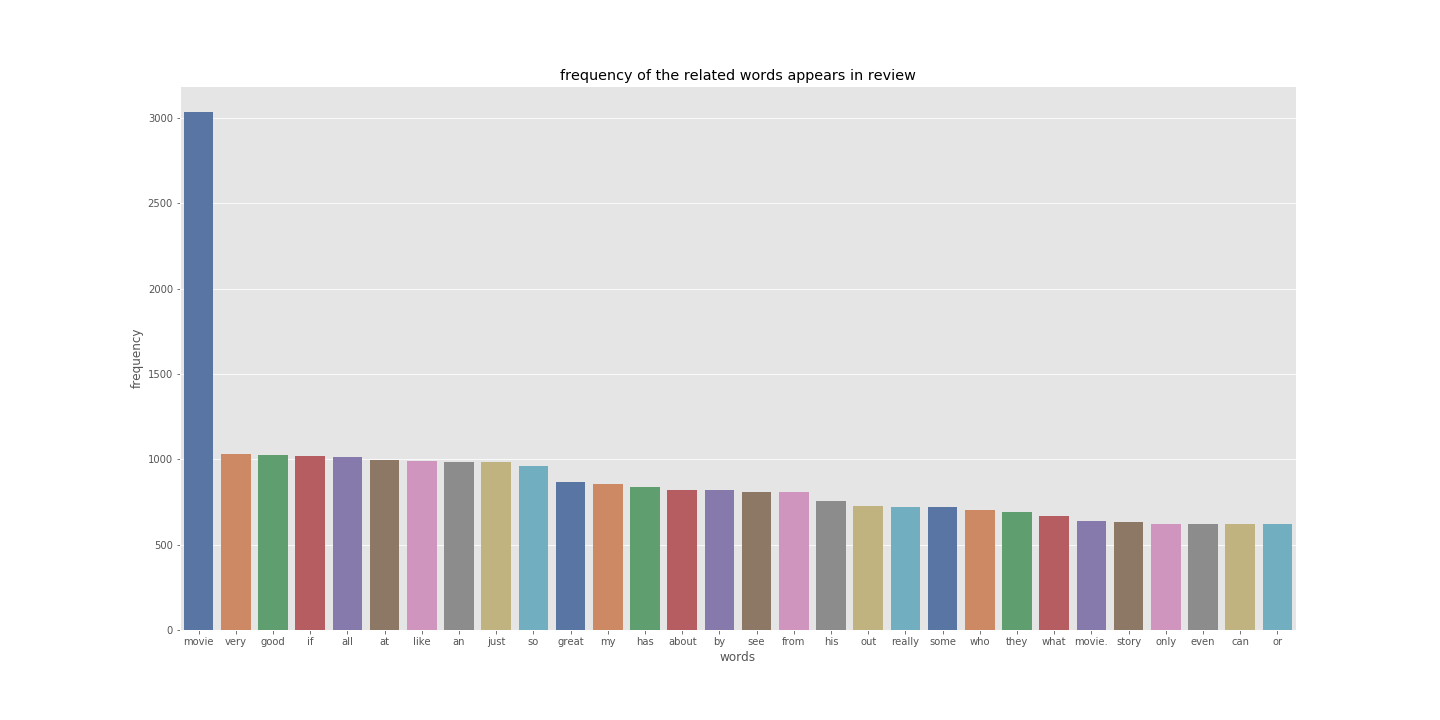 frequency of the related words appears in review
3000
2500
2000
1500
1000
500
0
frequency
movie very good if all at like an just so great my has about by see from his out really some who they what movie. story only even can or
words